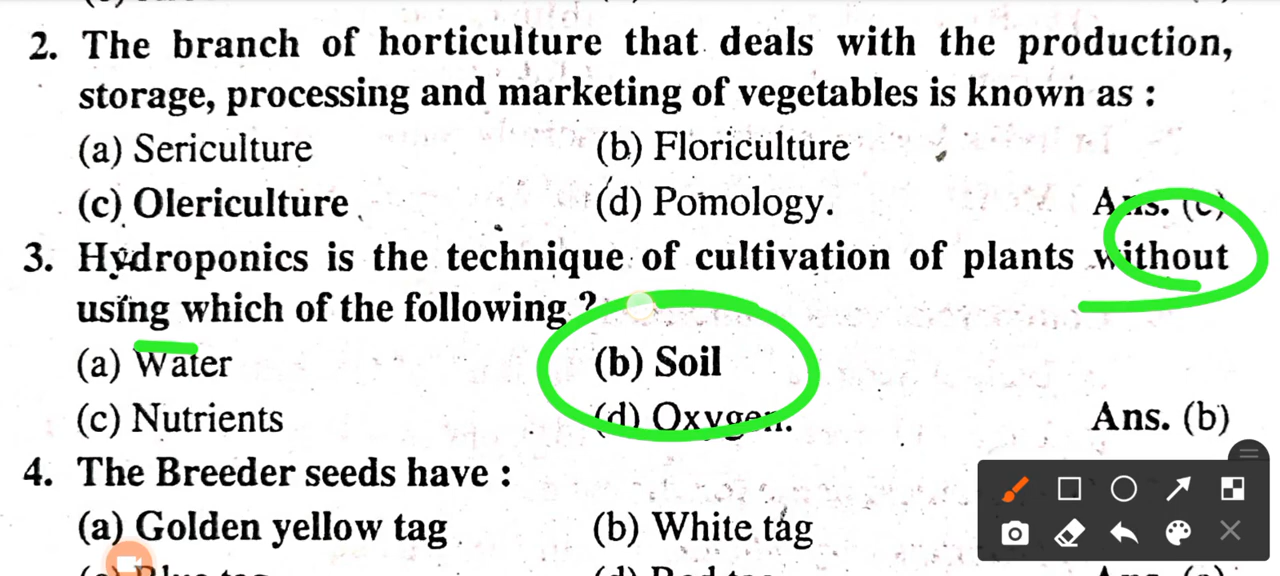 2. The branch of horticulture that deals with the production,
storage, processing and marketing of vegetables is known as :
(a) Sericulture (b) Floriculture
(c) Olericulture (d) Pomology. Ans. (c)
3. Hydroponics is the technique of cultivation of plants without
using which of the following ?
(a) Water (b) Soil
(c) Nutrients (d) Oxygen. Ans. (b)
4. The Breeder seeds have :
(a) Golden yellow tag (b) White tag